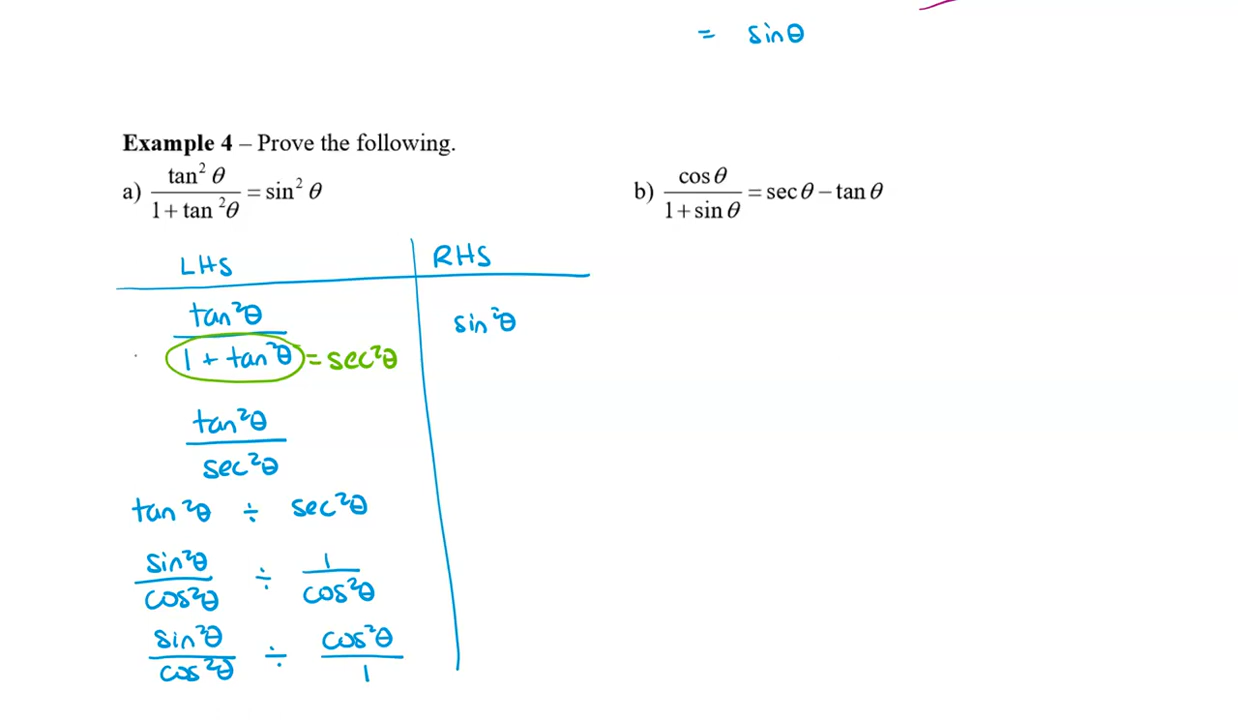 = sinθ
Example 4 – Prove the following.
a) tan² θ / 1 + tan ²θ = sin² θ
b) cos θ / 1 + sin θ = sec θ − tan θ
LHS | RHS
tan²θ / 1 + tan²θ = sec²θ | sin²θ
tan²θ / sec²θ
tan²θ ÷ sec²θ
sin²θ / cos²θ ÷ 1 / cos²θ
sin²θ / cos²θ ÷ cos²θ / 1